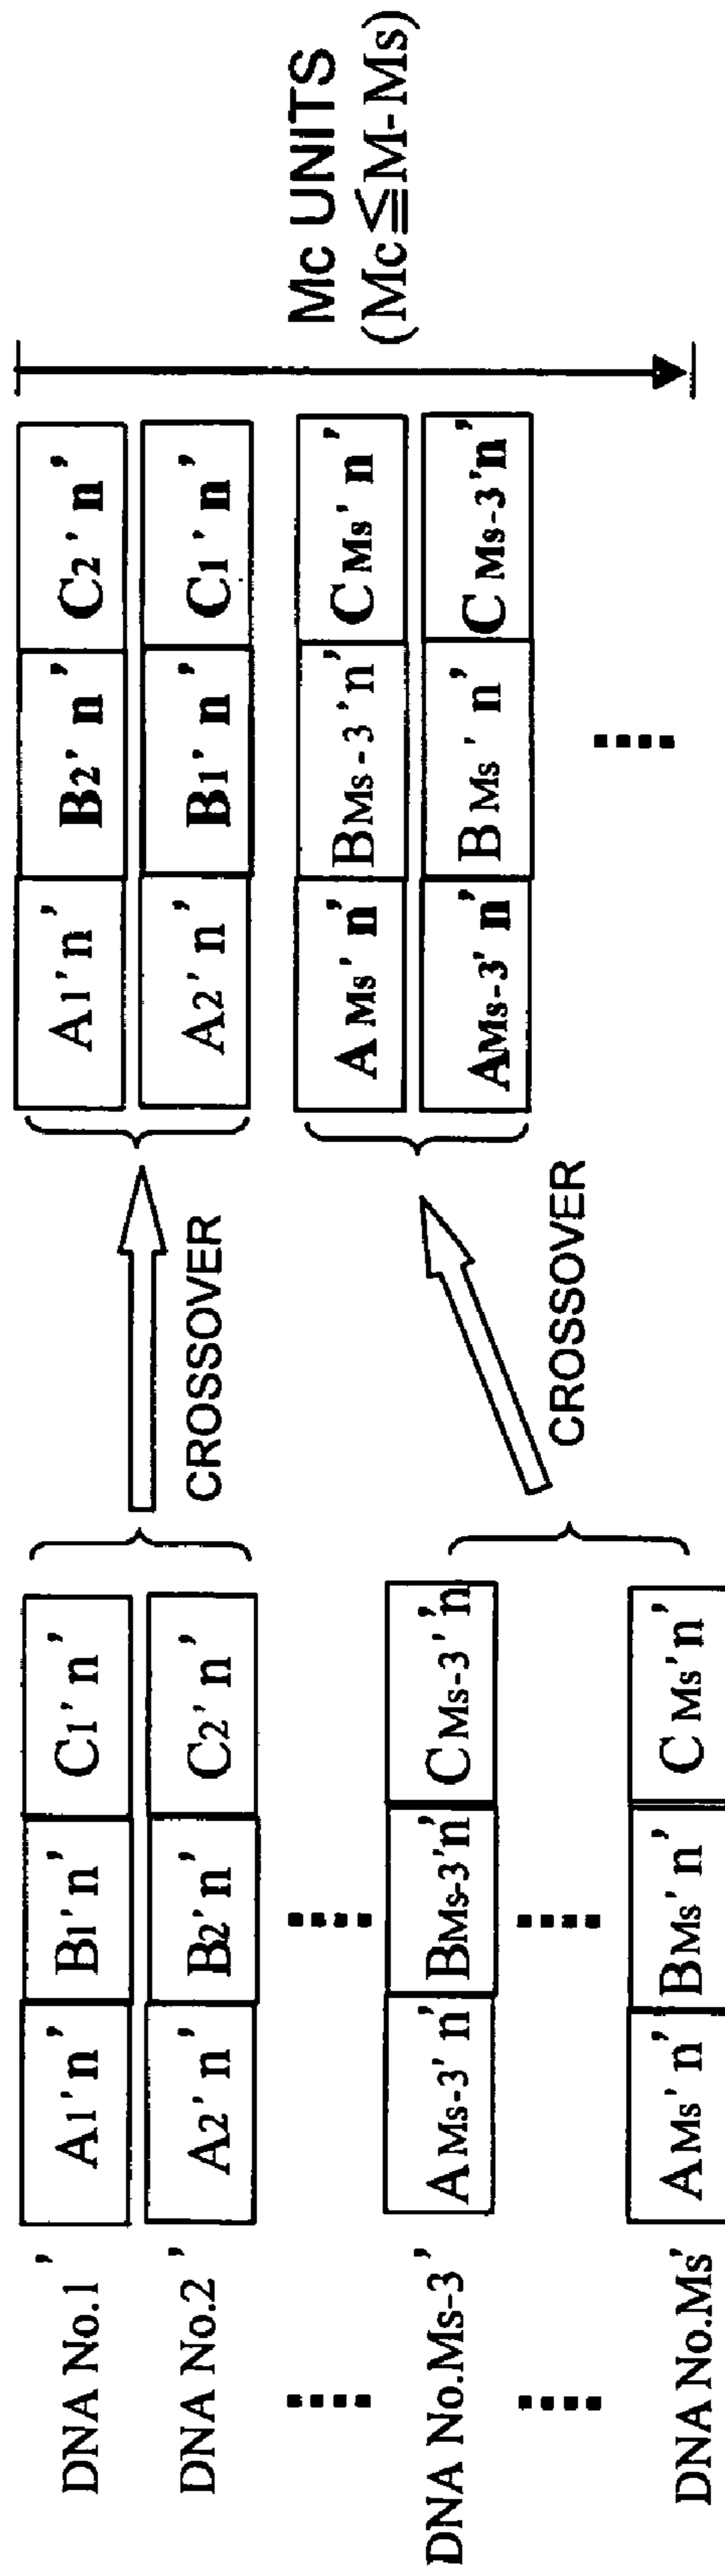 DNA No.1' A1'n' B1'n' C1'n'
DNA No.2' A2'n' B2'n' C2'n'
DNA No.Ms-3' AMs-3'n' BMs-3'n' CMs-3'n'
DNA No.Ms' AMs'n' BMs'n' CMs'n'
CROSSOVER
CROSSOVER
A1'n' B2'n' C2'n'
A2'n' B1'n' C1'n'
AMs'n' BMs-3'n' CMs'n'
AMs-3'n' BMs'n' CMs-3'n'
Mc UNITS
(Mc≦M-Ms)